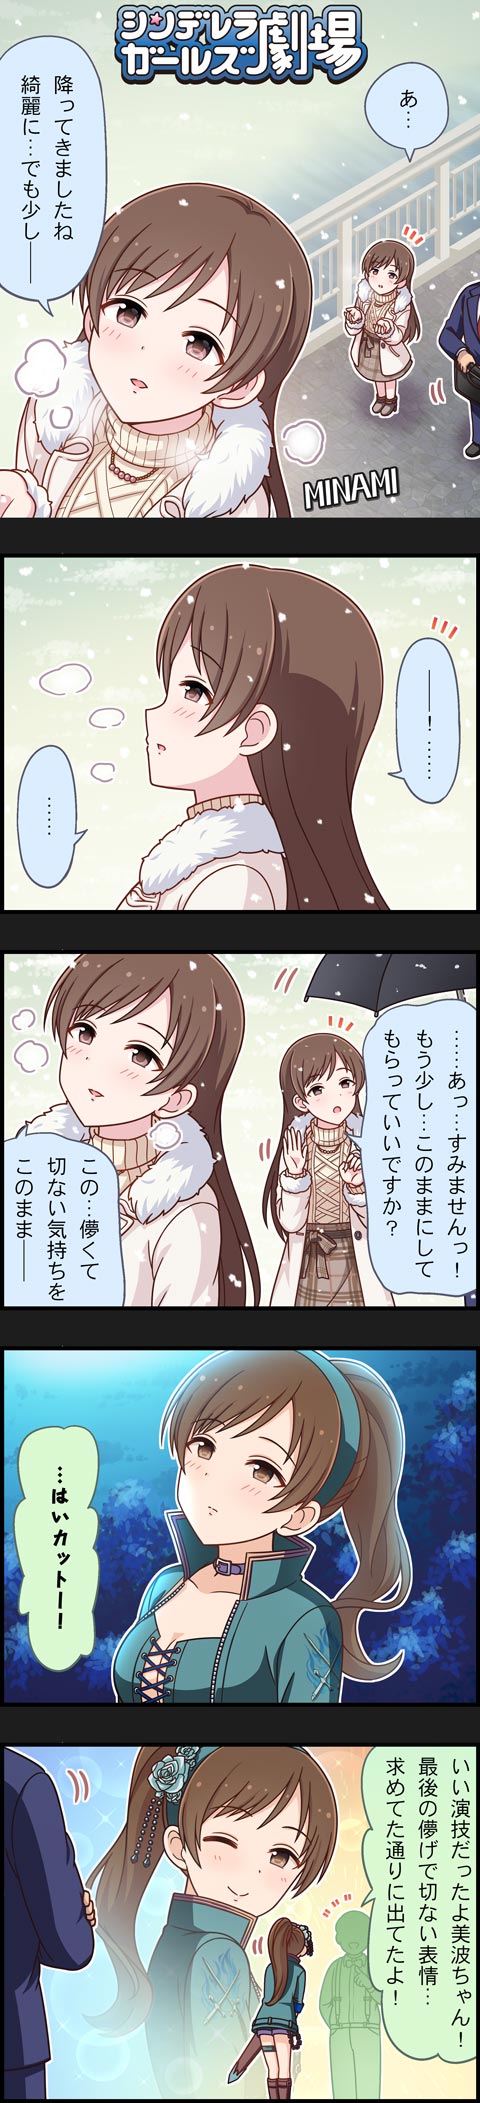 シンデレラ
ガールズ劇場
あ…
降ってきましたね
綺麗に…でも少し――
MINAMI
――！……
……
……あっ…すみませんっ！
もう少し…このままにして
もらっていいですか？
この…儚くて
切ない気持ちを
このまま――
…はいカットー！
いい演技だったよ美波ちゃん！
最後の儚げで切ない表情…
求めてた通りに出てたよ！